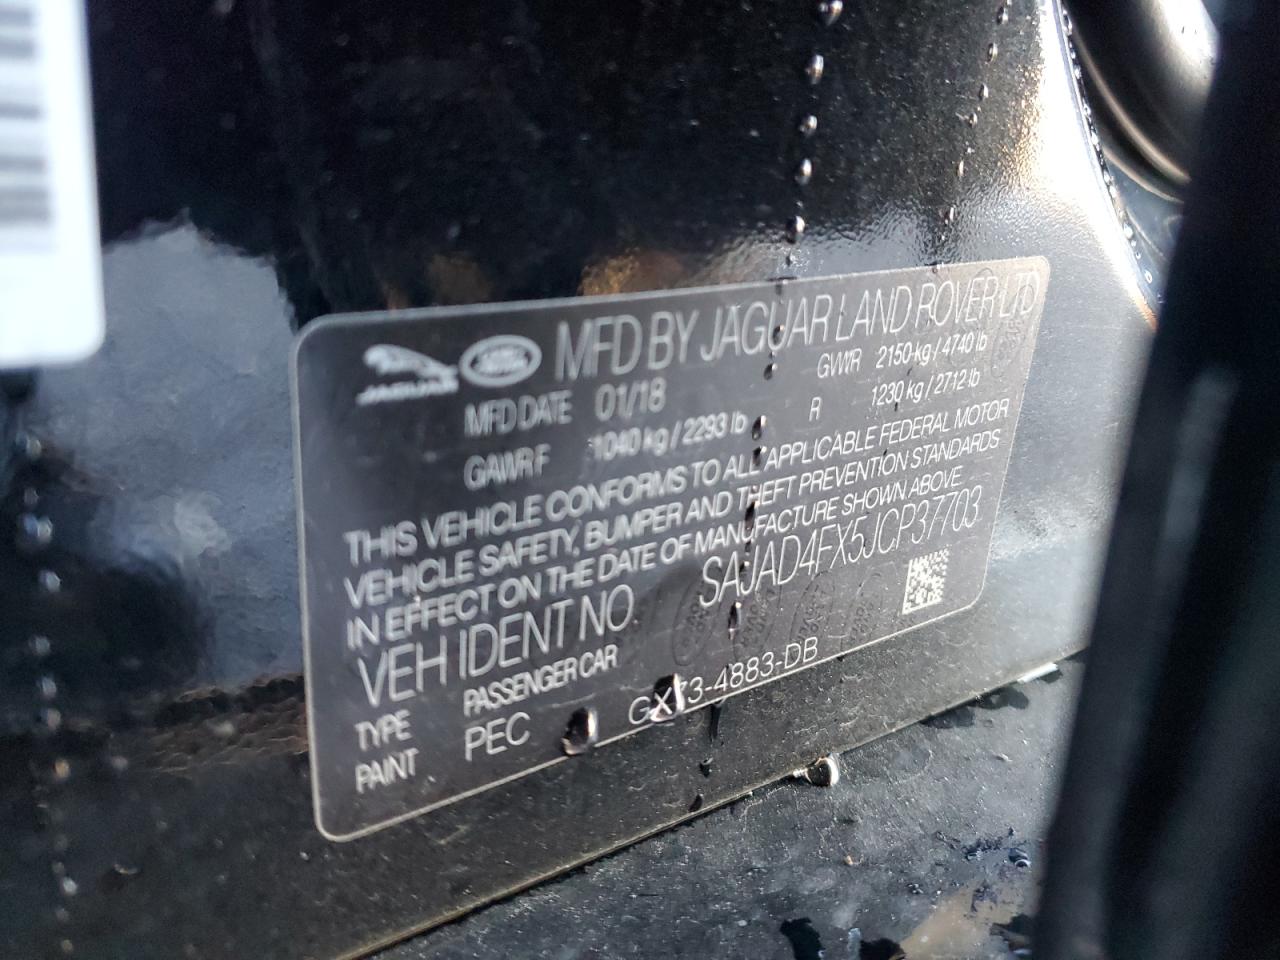 JAGUAR LAND ROVER MFD BY JAGUAR LAND ROVER LTD
MFD DATE 01/18 GVWR 2150 kg / 4740 lb
GAWR F 1040 kg / 2293 lb R 1230 kg / 2712 lb
THIS VEHICLE CONFORMS TO ALL APPLICABLE FEDERAL MOTOR
VEHICLE SAFETY, BUMPER AND THEFT PREVENTION STANDARDS
IN EFFECT ON THE DATE OF MANUFACTURE SHOWN ABOVE
VEH IDENT NO. SAJAD4FX5JCP37703
TYPE PASSENGER CAR
PAINT PEC GX73-4883-DB